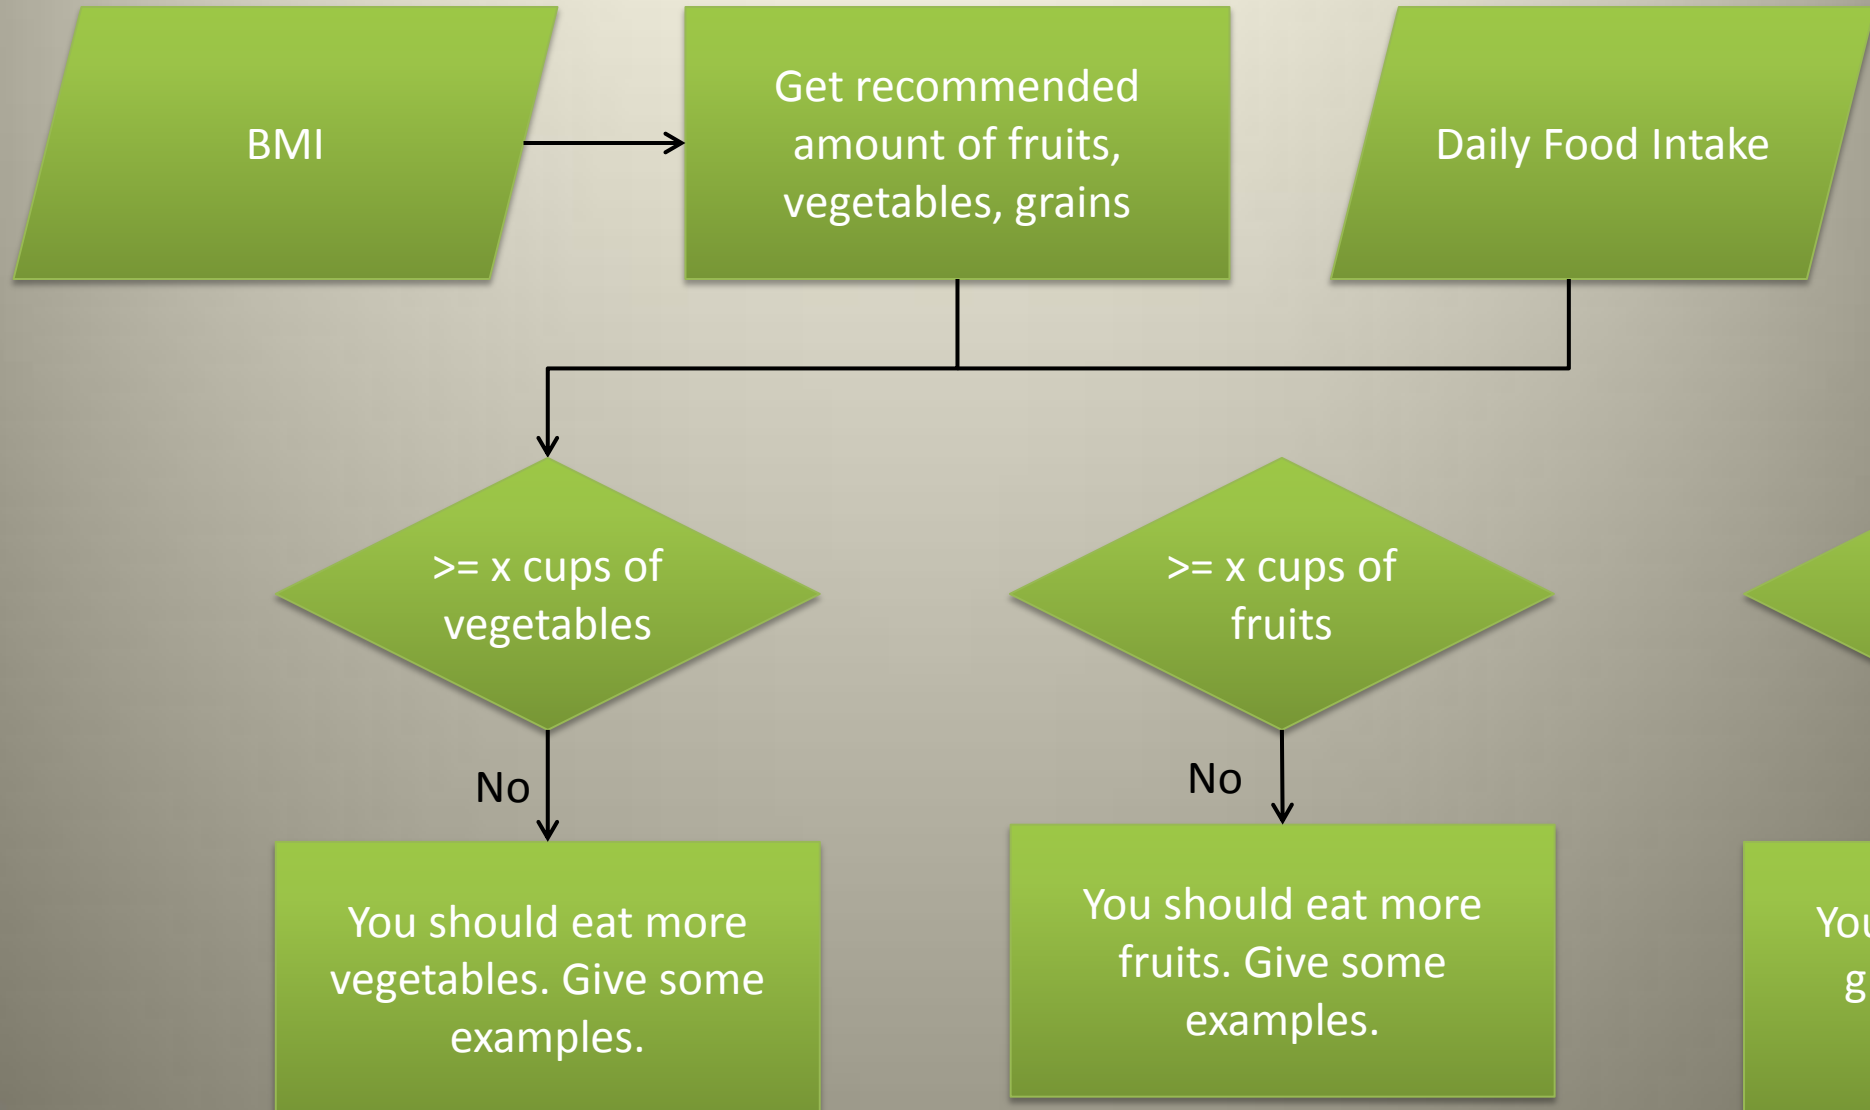 BMI
Get recommended
amount of fruits,
vegetables, grains
Daily Food Intake
>= x cups of
vegetables
>= x cups of
fruits
No
No
You should eat more
vegetables. Give some
examples.
You should eat more
fruits. Give some
examples.